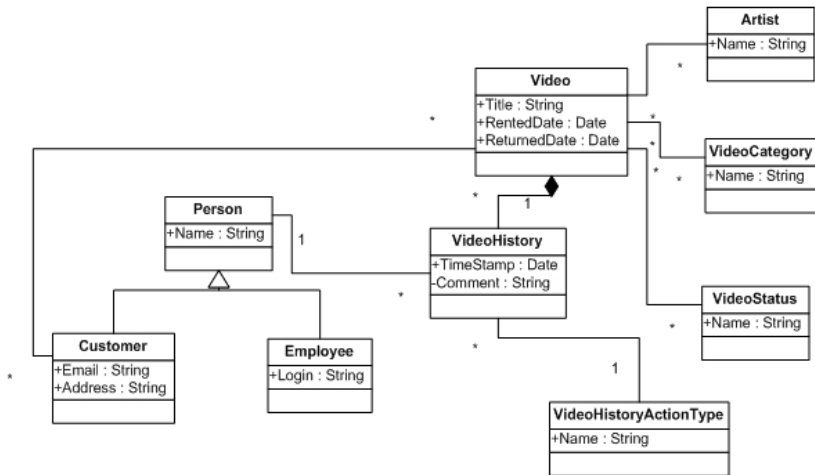 Artist
+Name : String
*
Video
+Title : String
+RentedDate : Date
+ReturnedDate : Date
*
*
*
*
*
VideoCategory
+Name : String
*
1
Person
+Name : String
1
VideoHistory
+TimeStamp : Date
-Comment : String
*
*
VideoStatus
+Name : String
*
Customer
+Email : String
+Address : String
*
Employee
+Login : String
1
VideoHistoryActionType
+Name : String